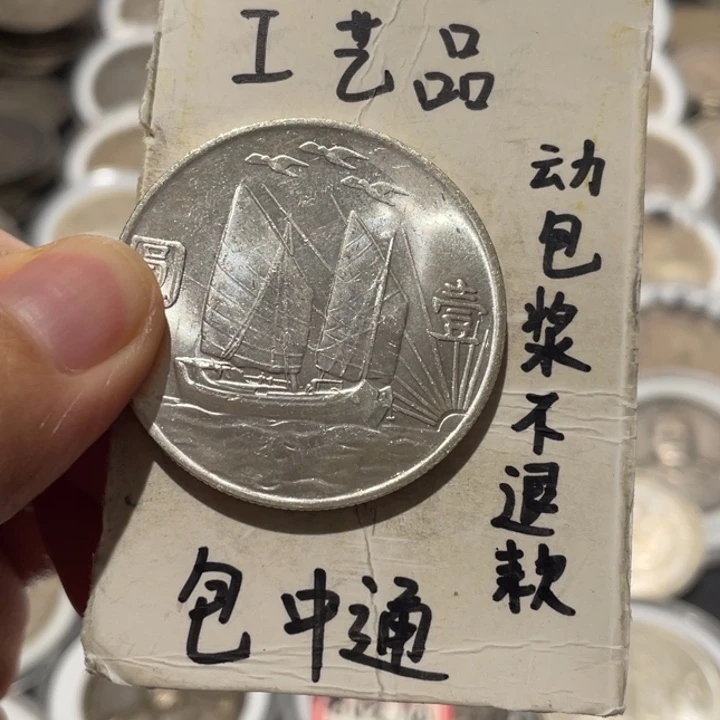 工艺品
动包浆不退款
包中通
圓
壹